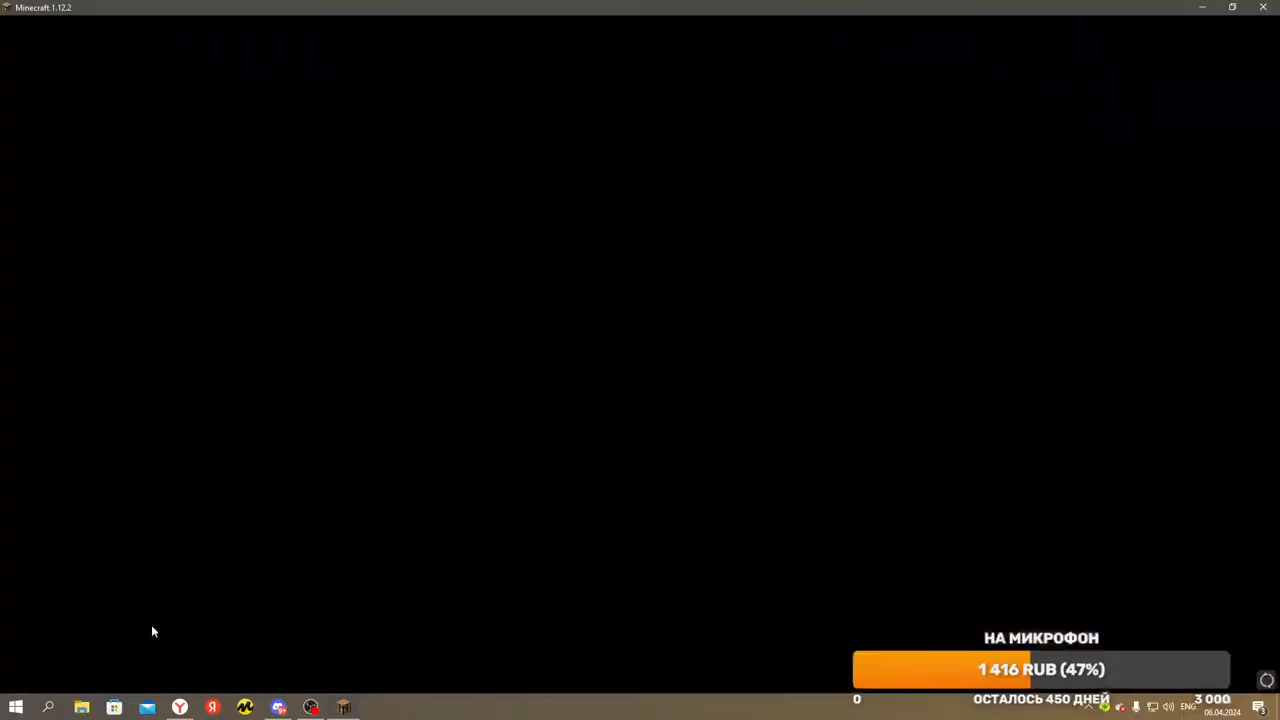 Minecraft 1.12.2
НА МИКРОФОН
1 416 RUB (47%)
0 ОСТАЛОСЬ 450 ДНЕЙ 3 000
ENG
06.04.2024